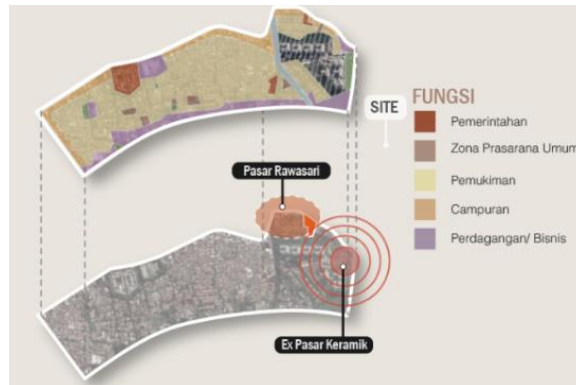 FUNGSI
SITE
Pemerintahan
Zona Prasarana Umum
Pemukiman
Campuran
Perdagangan/ Bisnis
Pasar Rawasari
Ex Pasar Keramik